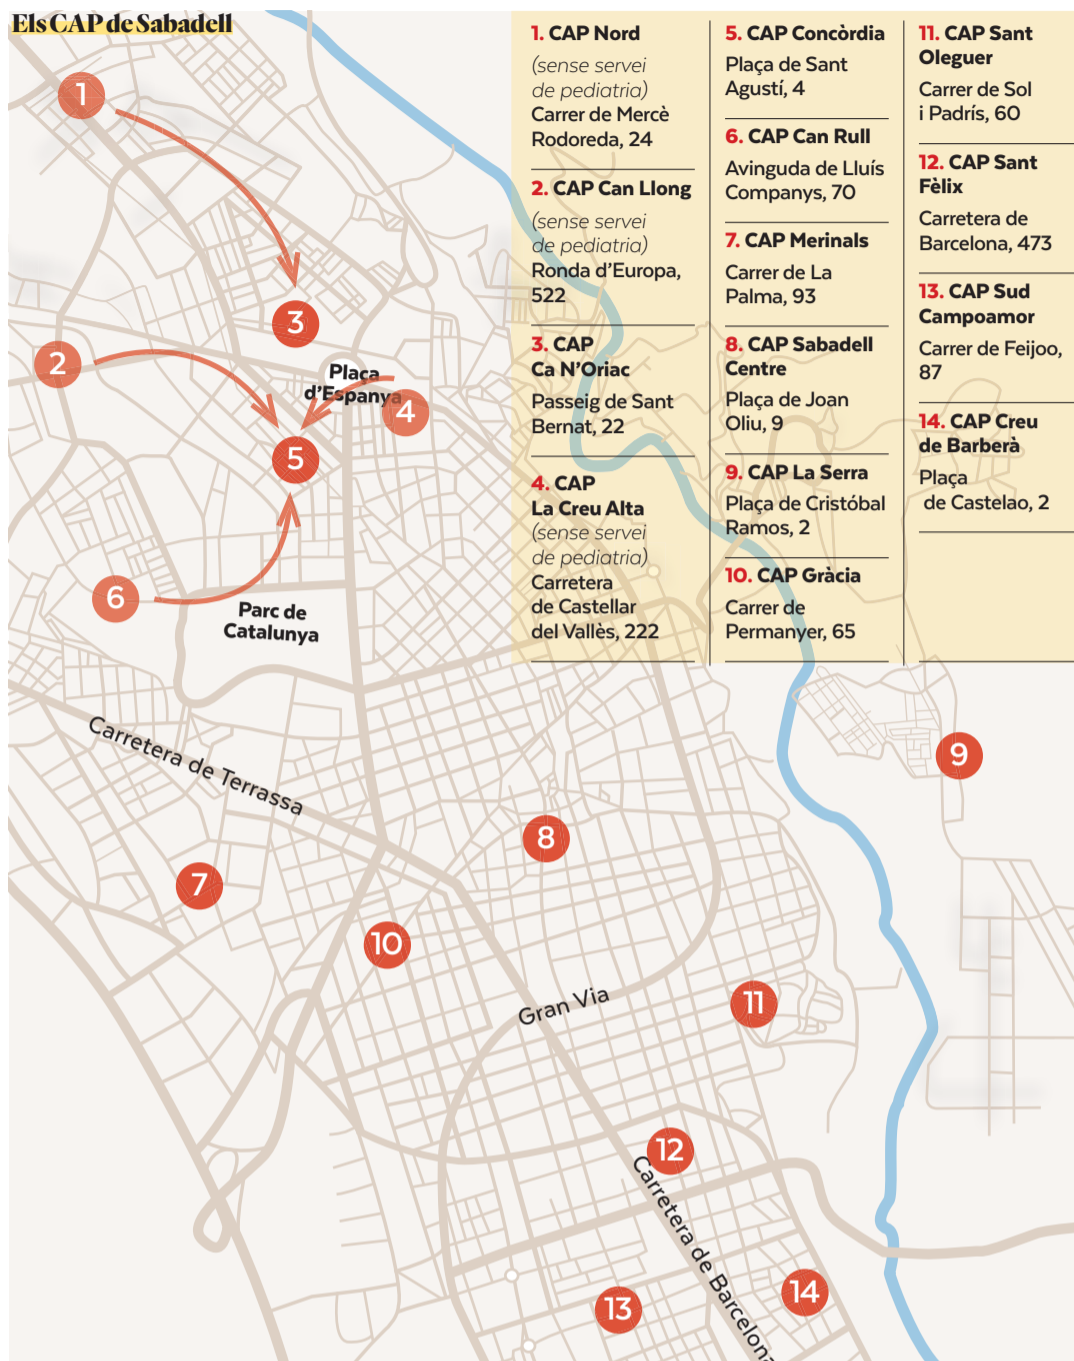 Els CAP de Sabadell
1. CAP Nord
(sense servei
de pediatria)
Carrer de Mercè
Rodoreda, 24
2. CAP Can Llong
(sense servei
de pediatria)
Ronda d'Europa,
522
3. CAP
Ca N'Oriac
Passeig de Sant
Bernat, 22
4. CAP
La Creu Alta
(sense servei
de pediatria)
Carretera
de Castellar
del Vallès, 222
5. CAP Concòrdia
Plaça de Sant
Agustí, 4
6. CAP Can Rull
Avinguda de Lluís
Companys, 70
7. CAP Merinals
Carrer de La
Palma, 93
8. CAP Sabadell
Centre
Plaça de Joan
Oliu, 9
9. CAP La Serra
Plaça de Cristóbal
Ramos, 2
10. CAP Gràcia
Carrer de
Permanyer, 65
11. CAP Sant
Oleguer
Carrer de Sol
i Padrís, 60
12. CAP Sant
Fèlix
Carretera de
Barcelona, 473
13. CAP Sud
Campoamor
Carrer de Feijoo,
87
14. CAP Creu
de Barberà
Plaça
de Castelao, 2
1
3
2
Plaça
d'Espanya
4
5
6
Parc de
Catalunya
Carretera de Terrassa
9
8
7
10
Gran Via
11
12
Carretera de Barcelona
14
13